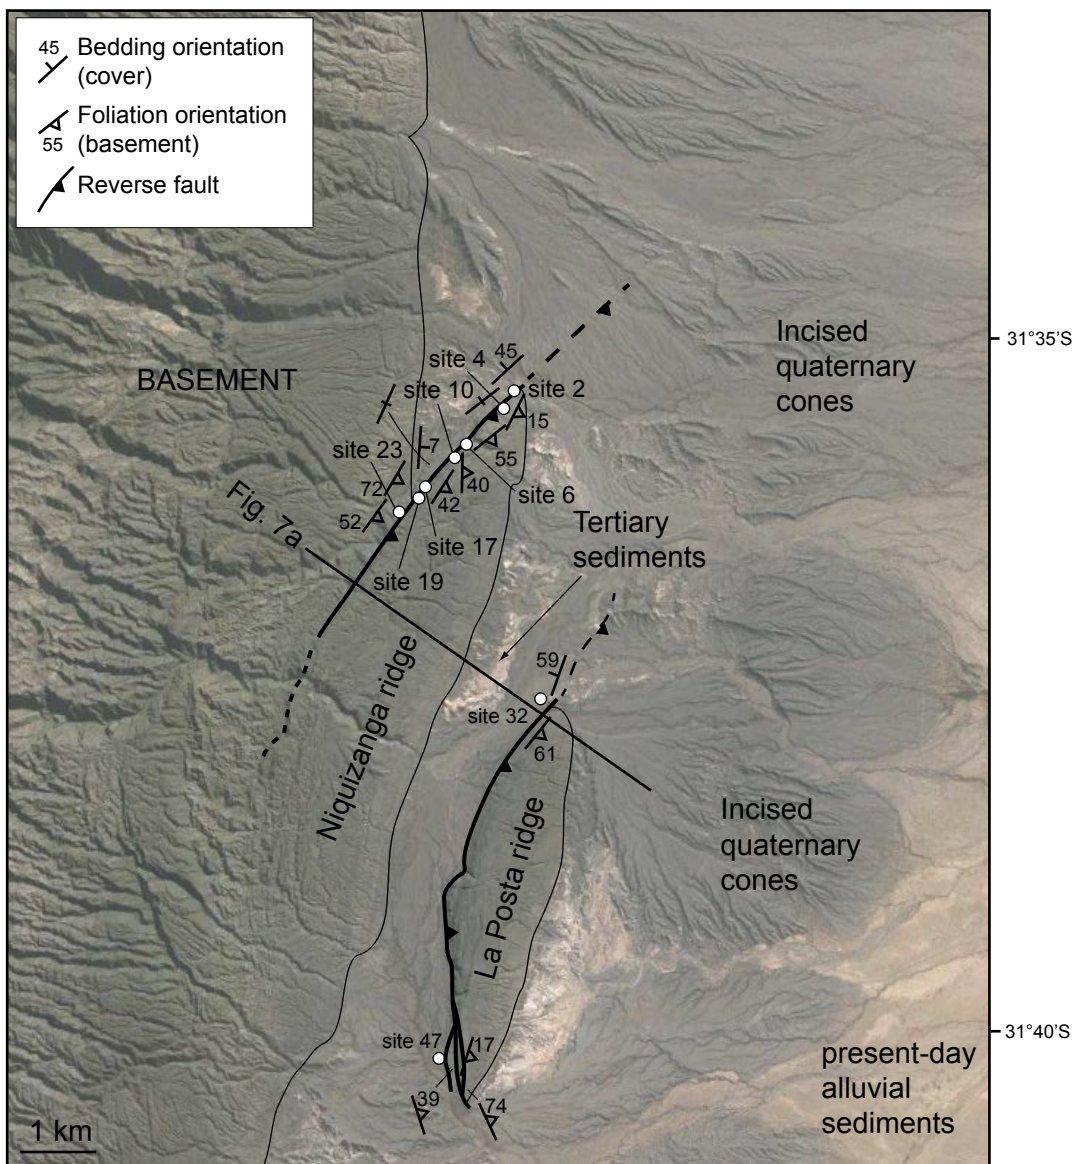 45
Bedding orientation
(cover)
Foliation orientation
55
(basement)
Reverse fault
Incised
quaternary
cones
31°35'S
BASEMENT
site 4
45
site 10
site 2
15
7
55
site 23
40
72
42
site 6
52
Fig. 7a
site 17
site 19
Tertiary
sediments
59
site 32
61
Niquizanga ridge
La Posta ridge
Incised
quaternary
cones
site 47
17
39
74
31°40'S
present-day
alluvial
sediments
1 km